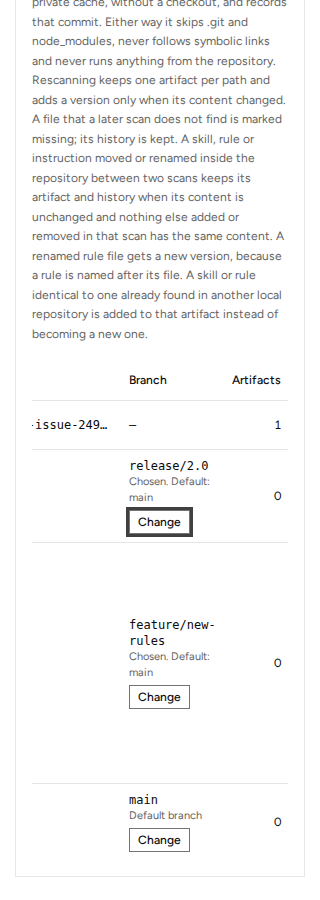 private cache, without a checkout, and records
that commit. Either way it skips .git and
node_modules, never follows symbolic links
and never runs anything from the repository.
Rescanning keeps one artifact per path and
adds a version only when its content changed.
A file that a later scan does not find is marked
missing; its history is kept. A skill, rule or
instruction moved or renamed inside the
repository between two scans keeps its
artifact and history when its content is
unchanged and nothing else added or
removed in that scan has the same content. A
renamed rule file gets a new version, because
a rule is named after its file. A skill or rule
identical to one already found in another local
repository is added to that artifact instead of
becoming a new one.
Branch Artifacts
-issue-249… — 1
release/2.0
Chosen. Default:
main
0
Change
feature/new-
rules
Chosen. Default:
main
0
Change
main
Default branch
0
Change